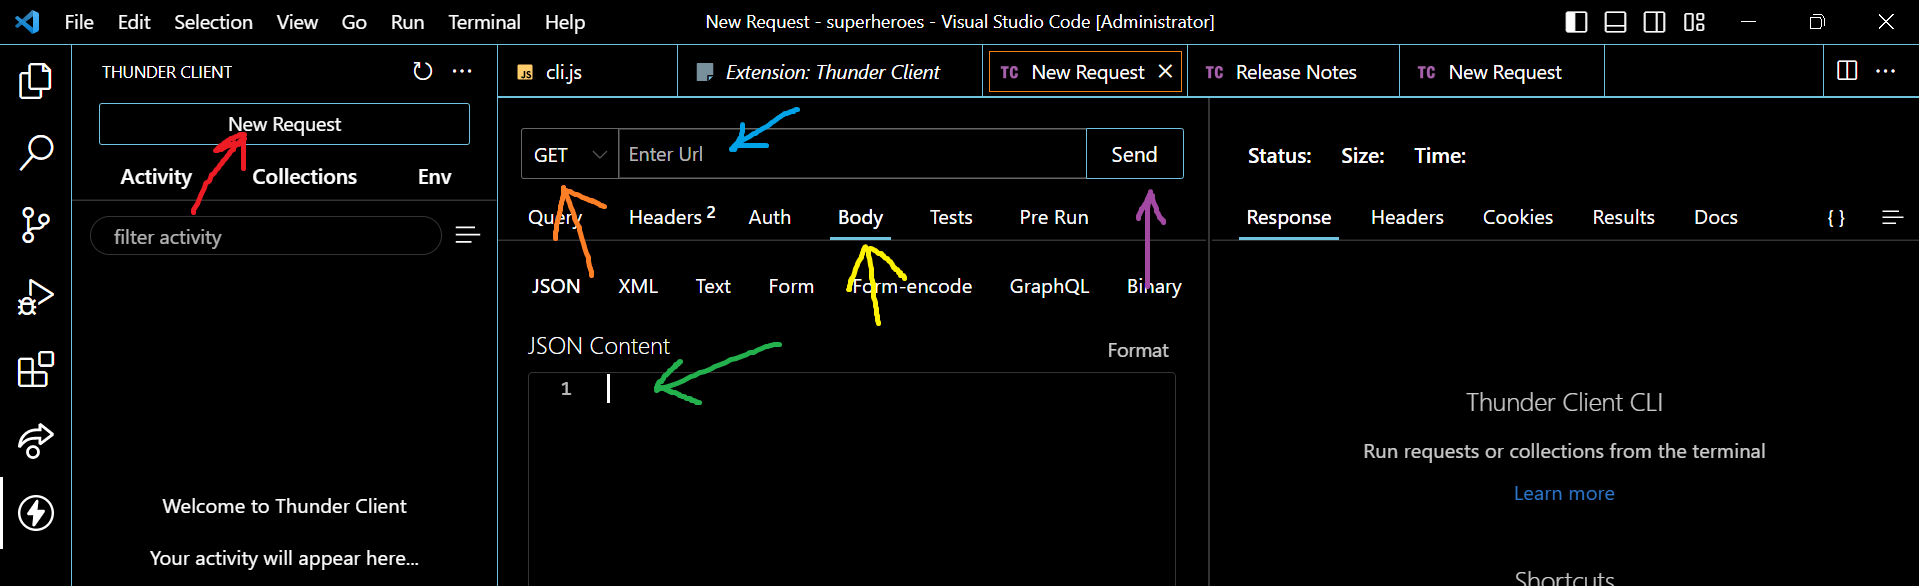 File Edit Selection View Go Run Terminal Help New Request - superheroes - Visual Studio Code [Administrator]
THUNDER CLIENT
New Request
Activity Collections Env
filter activity
Welcome to Thunder Client
Your activity will appear here...
JS cli.js Extension: Thunder Client TC New Request TC Release Notes TC New Request
GET Enter Url Send
Query Headers 2 Auth Body Tests Pre Run
JSON XML Text Form Form-encode GraphQL Binary
JSON Content
Format
1
Status: Size: Time:
Response Headers Cookies Results Docs { }
Thunder Client CLI
Run requests or collections from the terminal
Learn more
Shortcuts